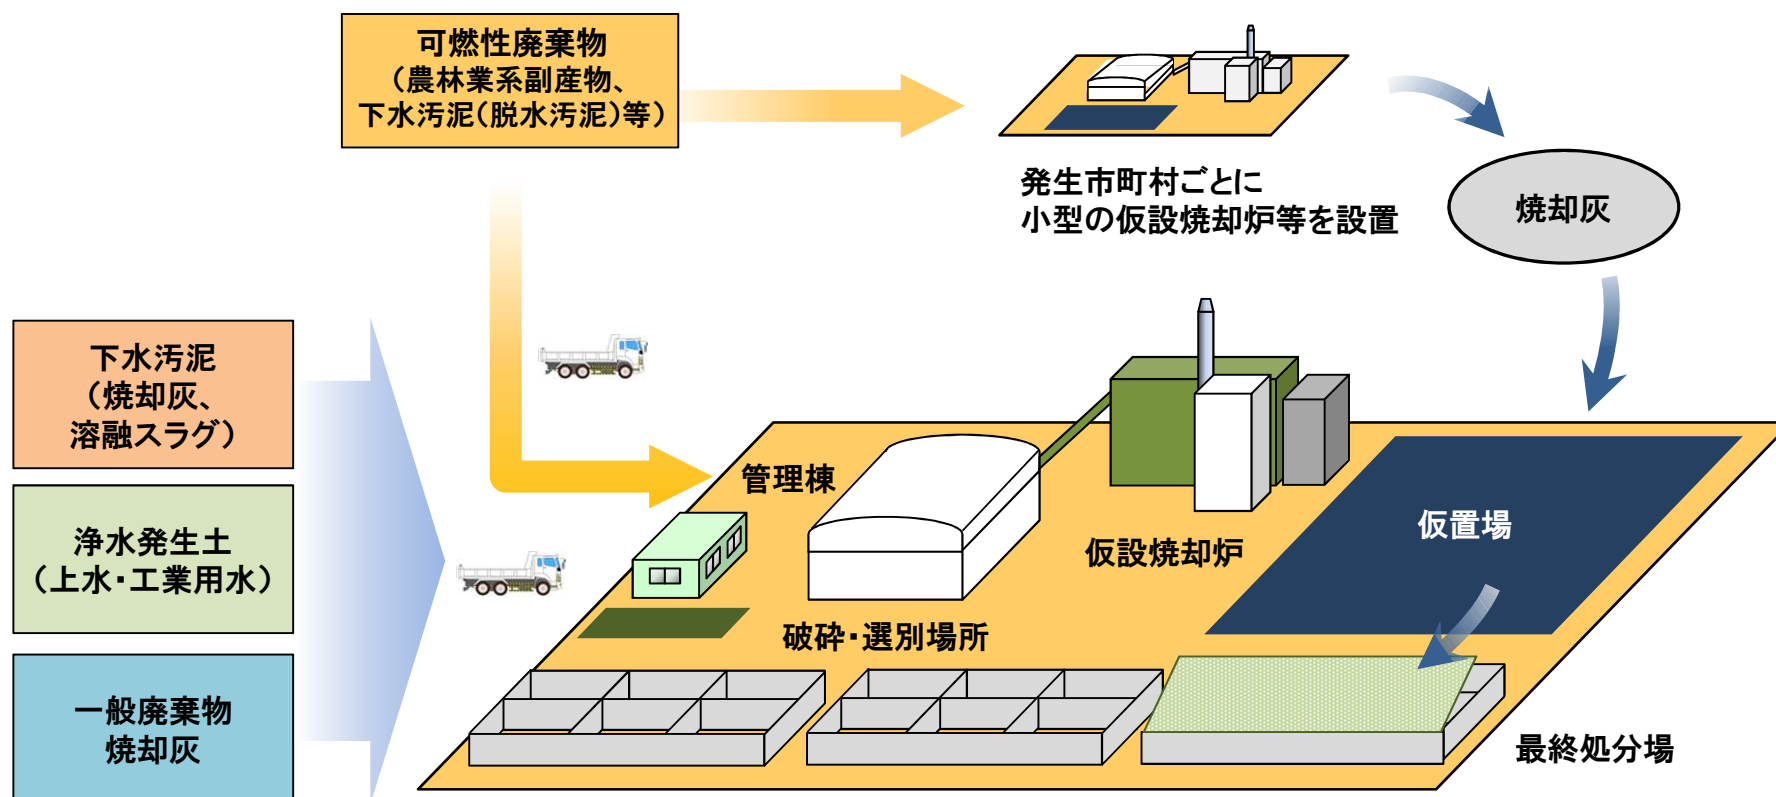 可燃性廃棄物
（農林業系副産物、
下水汚泥（脱水汚泥）等）
発生市町村ごとに
小型の仮設焼却炉等を設置
焼却灰
下水汚泥
（焼却灰、
溶融スラグ）
浄水発生土
（上水・工業用水）
一般廃棄物
焼却灰
管理棟
仮設焼却炉
仮置場
破砕・選別場所
最終処分場